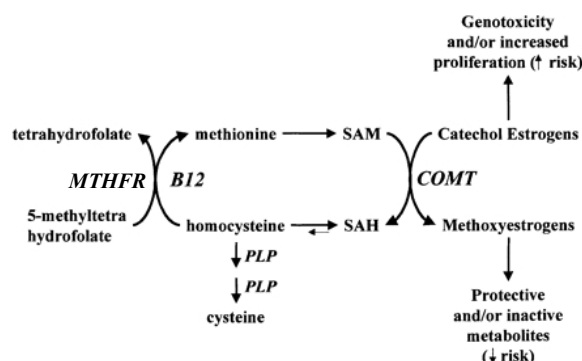 Genotoxicity
and/or increased
proliferation (↑ risk)
tetrahydrofolate
methionine
SAM
Catechol Estrogens
MTHFR
B12
COMT
5-methyltetra
hydrofolate
homocysteine
SAH
Methoxyestrogens
PLP
PLP
cysteine
Protective
and/or inactive
metabolites
(↓ risk)